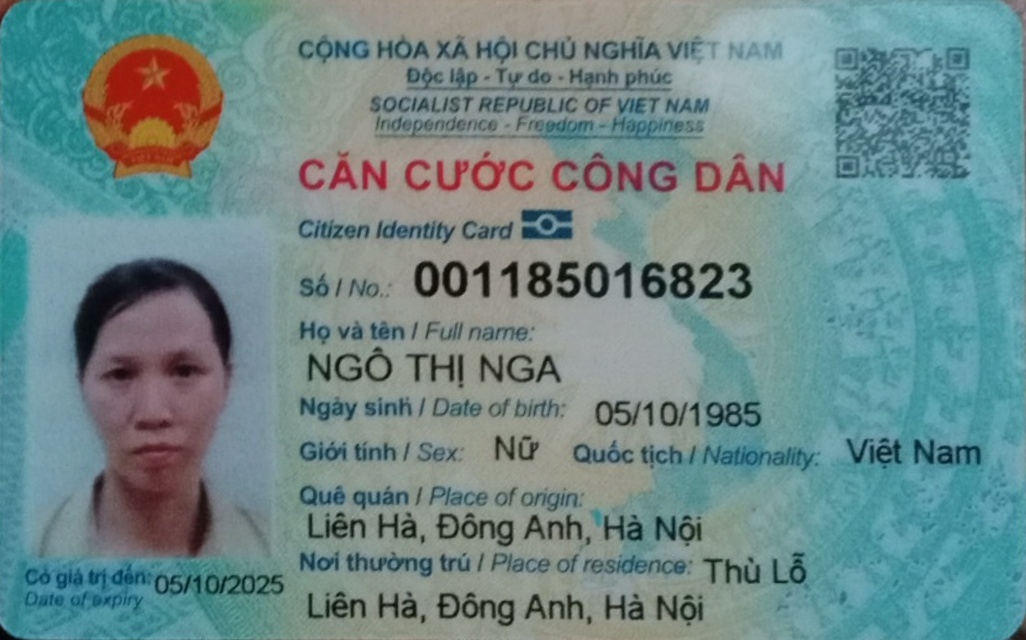 CỘNG HÒA XÃ HỘI CHỦ NGHĨA VIỆT NAM
Độc lập - Tự do - Hạnh phúc
SOCIALIST REPUBLIC OF VIET NAM
Independence - Freedom - Happiness
CĂN CƯỚC CÔNG DÂN
Citizen Identity Card
Số / No.: 001185016823
Họ và tên / Full name:
NGÔ THỊ NGA
Ngày sinh / Date of birth: 05/10/1985
Giới tính / Sex: Nữ Quốc tịch / Nationality: Việt Nam
Quê quán / Place of origin:
Liên Hà, Đông Anh, Hà Nội
Nơi thường trú / Place of residence: Thù Lỗ
Liên Hà, Đông Anh, Hà Nội
Có giá trị đến: 05/10/2025
Date of expiry